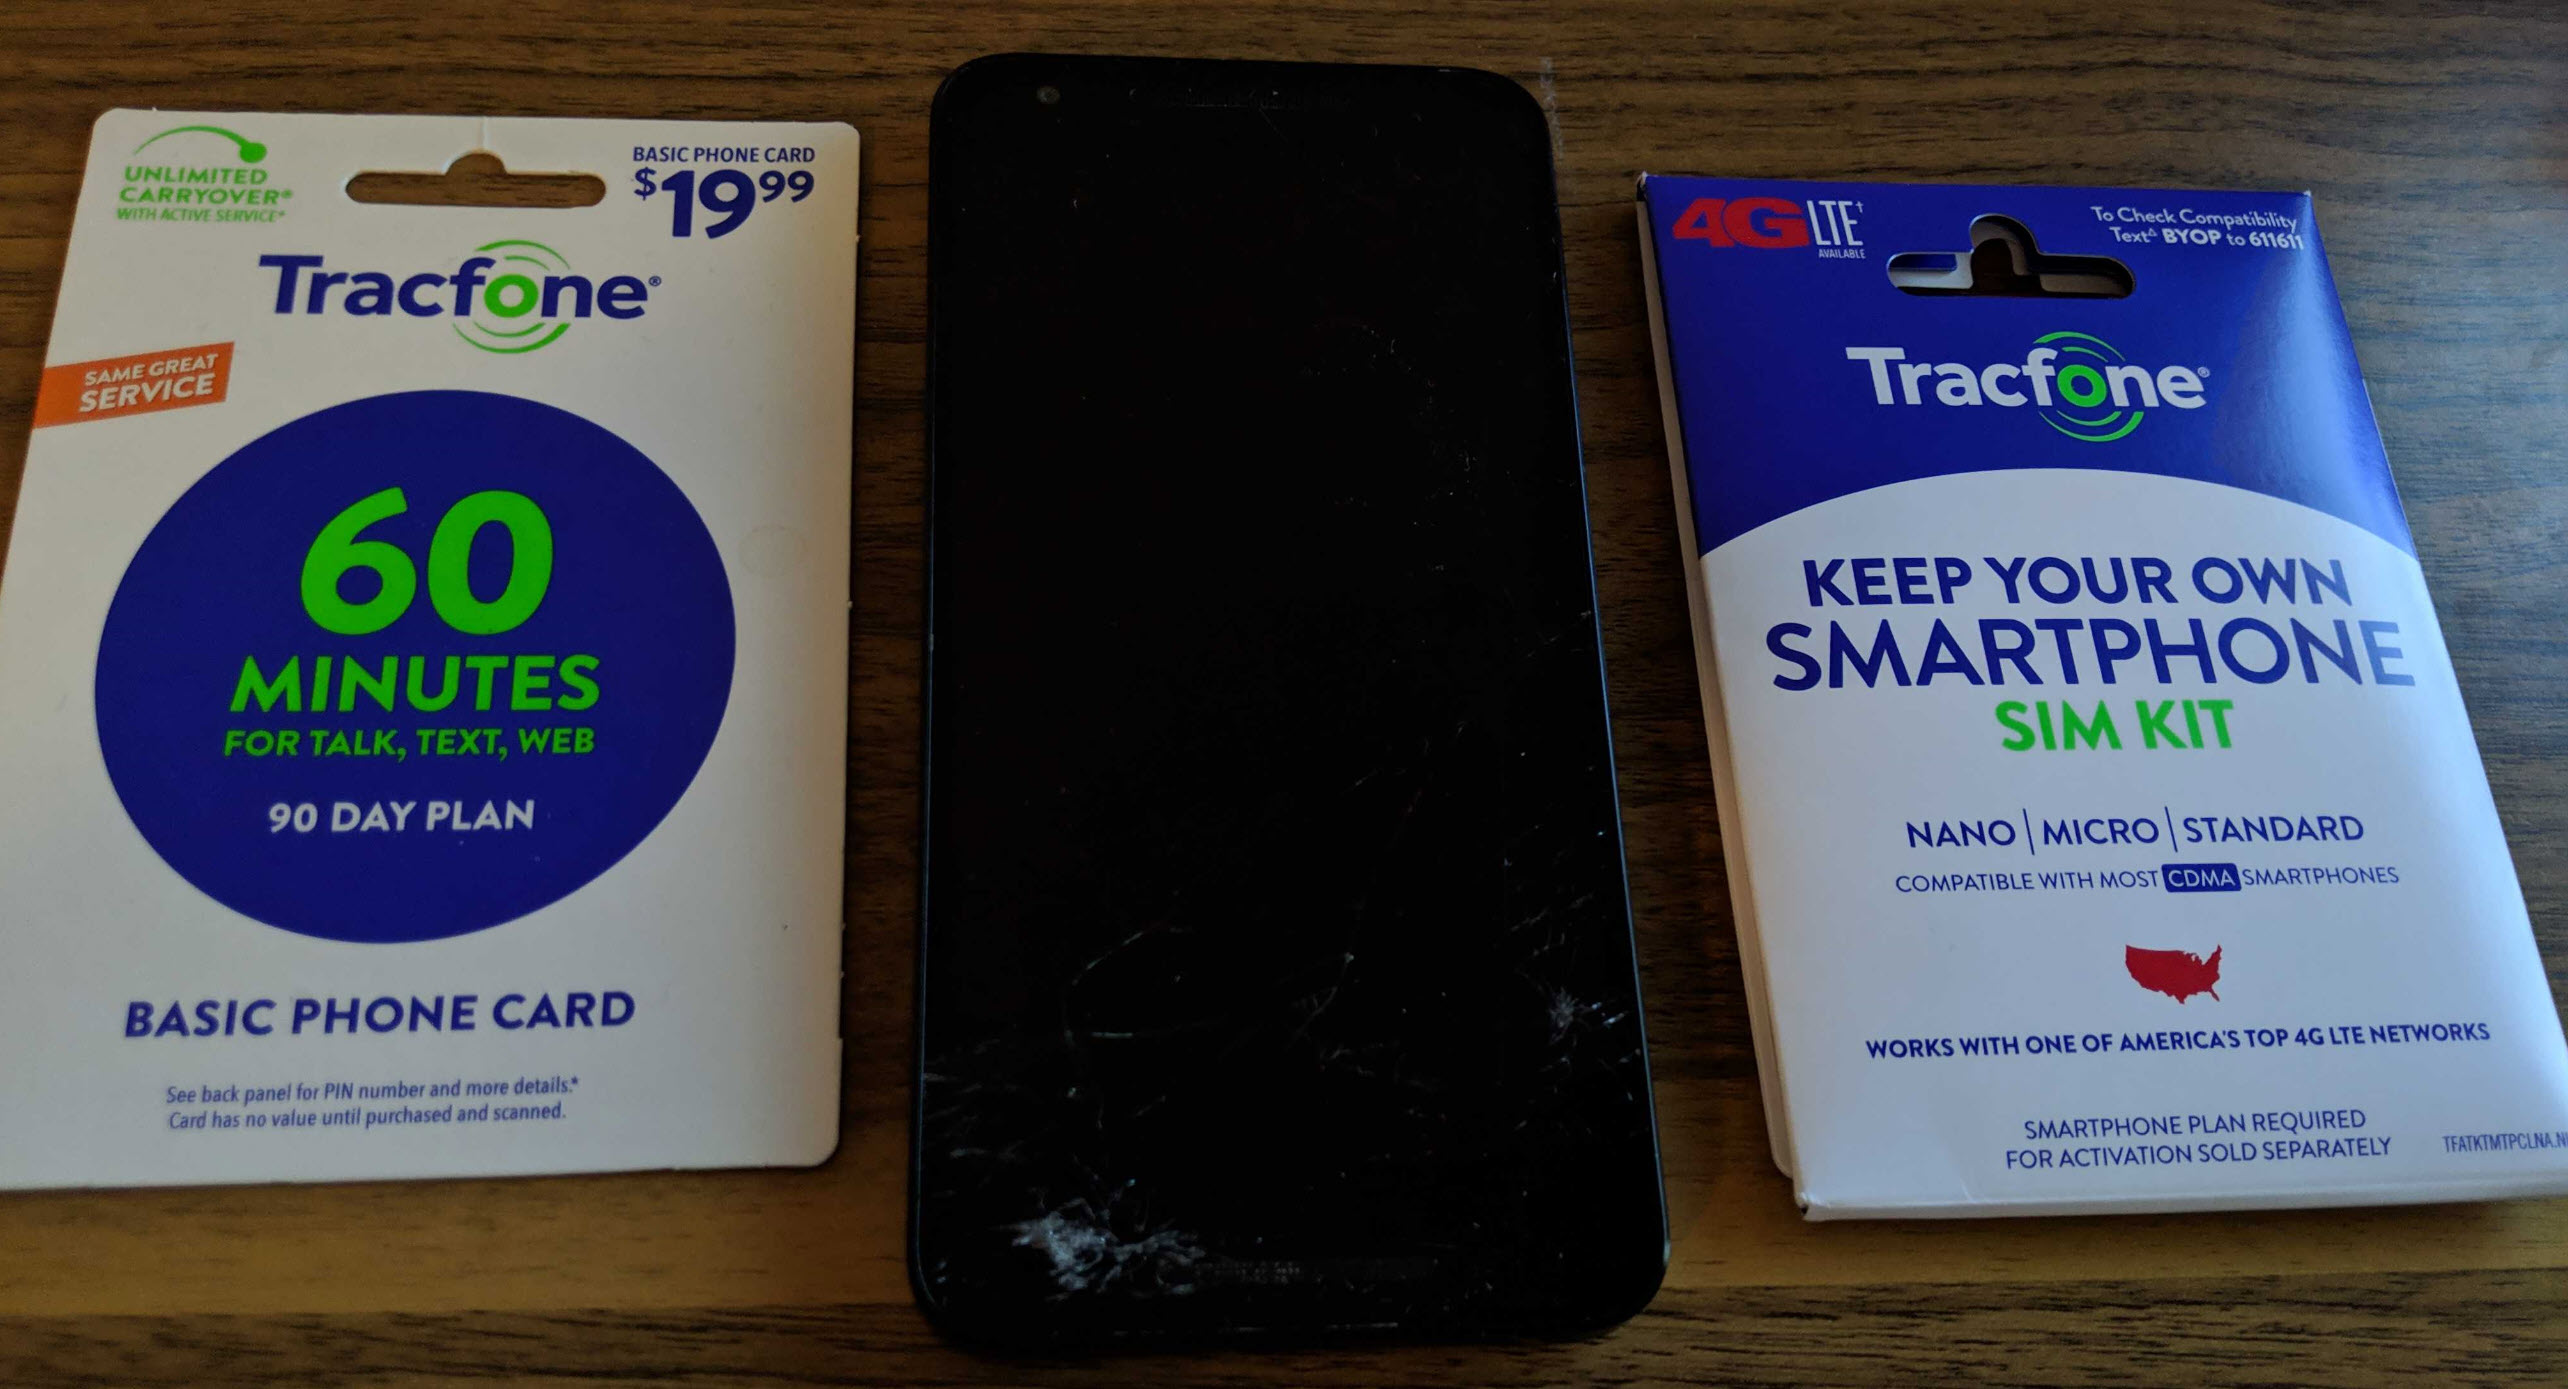 UNLIMITED
CARRYOVER®
WITH ACTIVE SERVICE*
BASIC PHONE CARD
$19.99
Tracfone®
SAME GREAT
SERVICE
60
MINUTES
FOR TALK, TEXT, WEB
90 DAY PLAN
BASIC PHONE CARD
See back panel for PIN number and more details.*
Card has no value until purchased and scanned.
4G LTE†
AVAILABLE
To Check Compatibility
Text∆ BYOP to 611611
Tracfone®
KEEP YOUR OWN
SMARTPHONE
SIM KIT
NANO | MICRO | STANDARD
COMPATIBLE WITH MOST CDMA SMARTPHONES
WORKS WITH ONE OF AMERICA'S TOP 4G LTE NETWORKS
SMARTPHONE PLAN REQUIRED
FOR ACTIVATION SOLD SEPARATELY